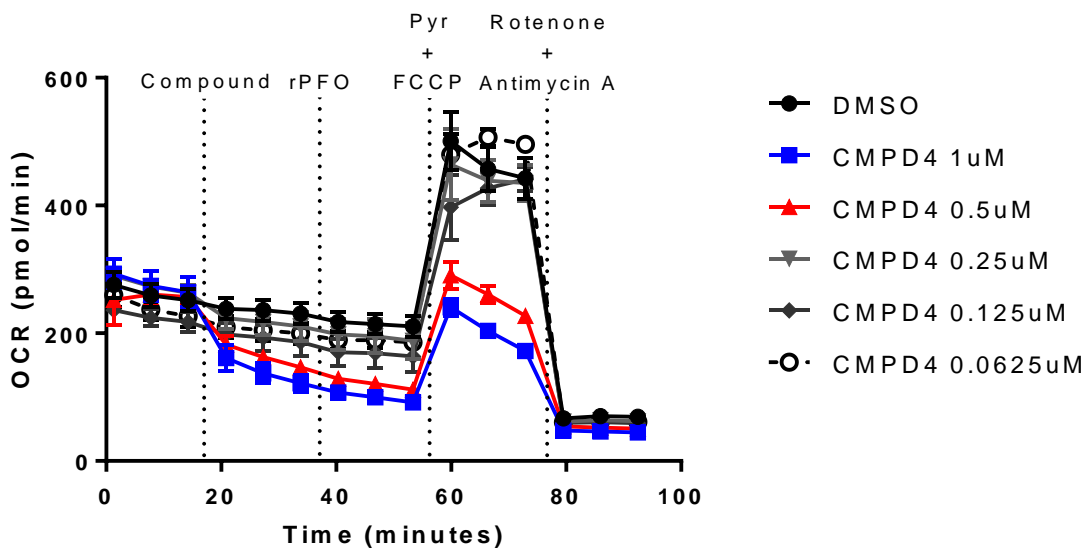 Pyr Rotenone
+ +
Compound rPFO FCCP Antimycin A
600
400
200
0
OCR (pmol/min)
0 20 40 60 80 100
Time (minutes)
DMSO
CMPD4 1uM
CMPD4 0.5uM
CMPD4 0.25uM
CMPD4 0.125uM
CMPD4 0.0625uM